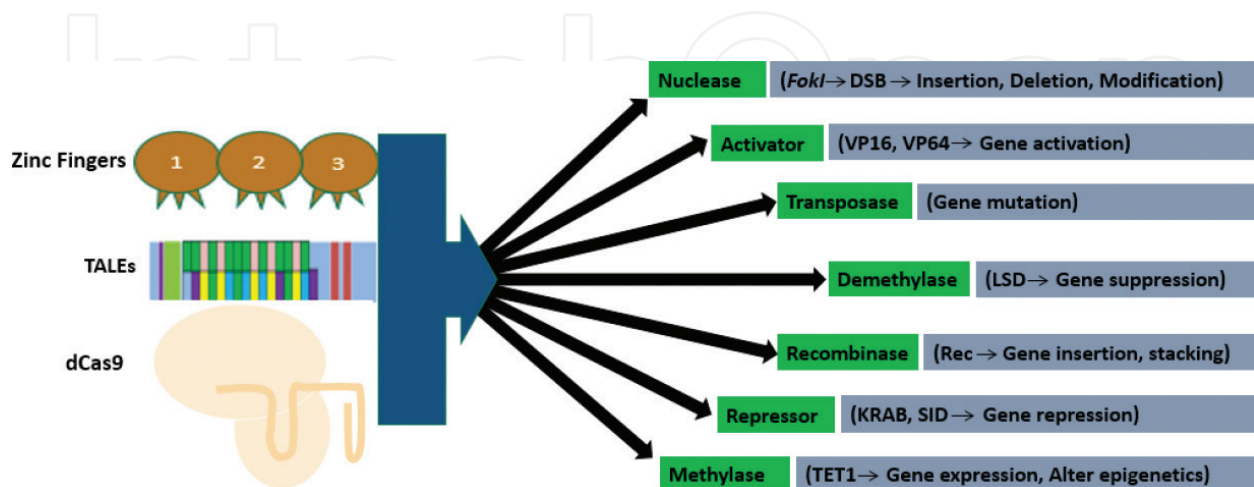 IntechOpen
Zinc Fingers
1 2 3
TALEs
dCas9
Nuclease (FokI→ DSB → Insertion, Deletion, Modification)
Activator (VP16, VP64→ Gene activation)
Transposase (Gene mutation)
Demethylase (LSD→ Gene suppression)
Recombinase (Rec→ Gene insertion, stacking)
Repressor (KRAB, SID→ Gene repression)
Methylase (TET1→ Gene expression, Alter epigenetics)